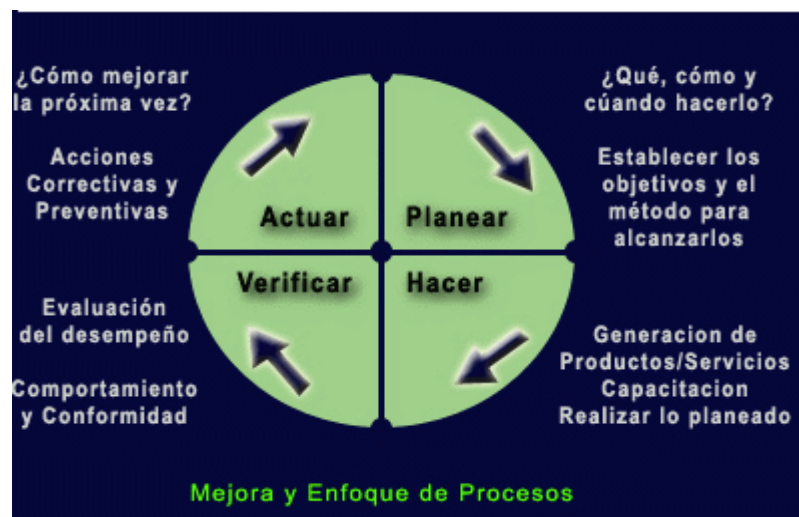 ¿Cómo mejorar
la próxima vez?
Acciones
Correctivas y
Preventivas
¿Qué, cómo y
cúando hacerlo?
Establecer los
objetivos y el
método para
alcanzarlos
Actuar
Planear
Verificar
Hacer
Evaluación
del desempeño
Comportamiento
y Conformidad
Generacion de
Productos/Servicios
Capacitacion
Realizar lo planeado
Mejora y Enfoque de Procesos